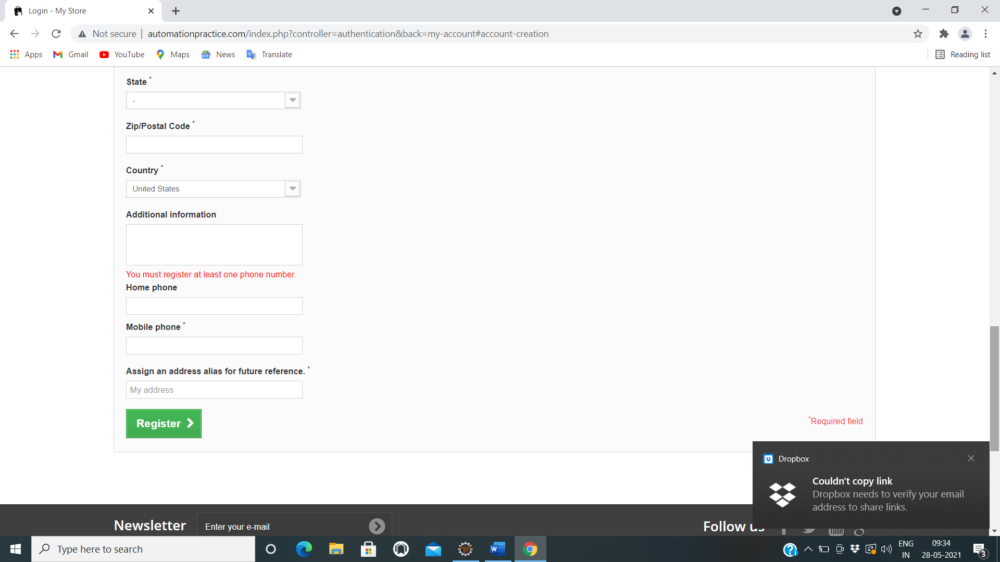 Login - My Store
Not secure
automationpractice.com/index.php?controller=authentication&back=my-account#account-creation
Apps
Gmail
YouTube
Maps
News
Translate
Reading list
State *
-
Zip/Postal Code *
Country *
United States
Additional information
You must register at least one phone number.
Home phone
Mobile phone *
Assign an address alias for future reference. *
My address
Register
*Required field
Dropbox
Couldn't copy link
Dropbox needs to verify your email
address to share links.
Newsletter
Enter your e-mail
Follow us
Type here to search
ENG
IN
09:34
28-05-2021
3